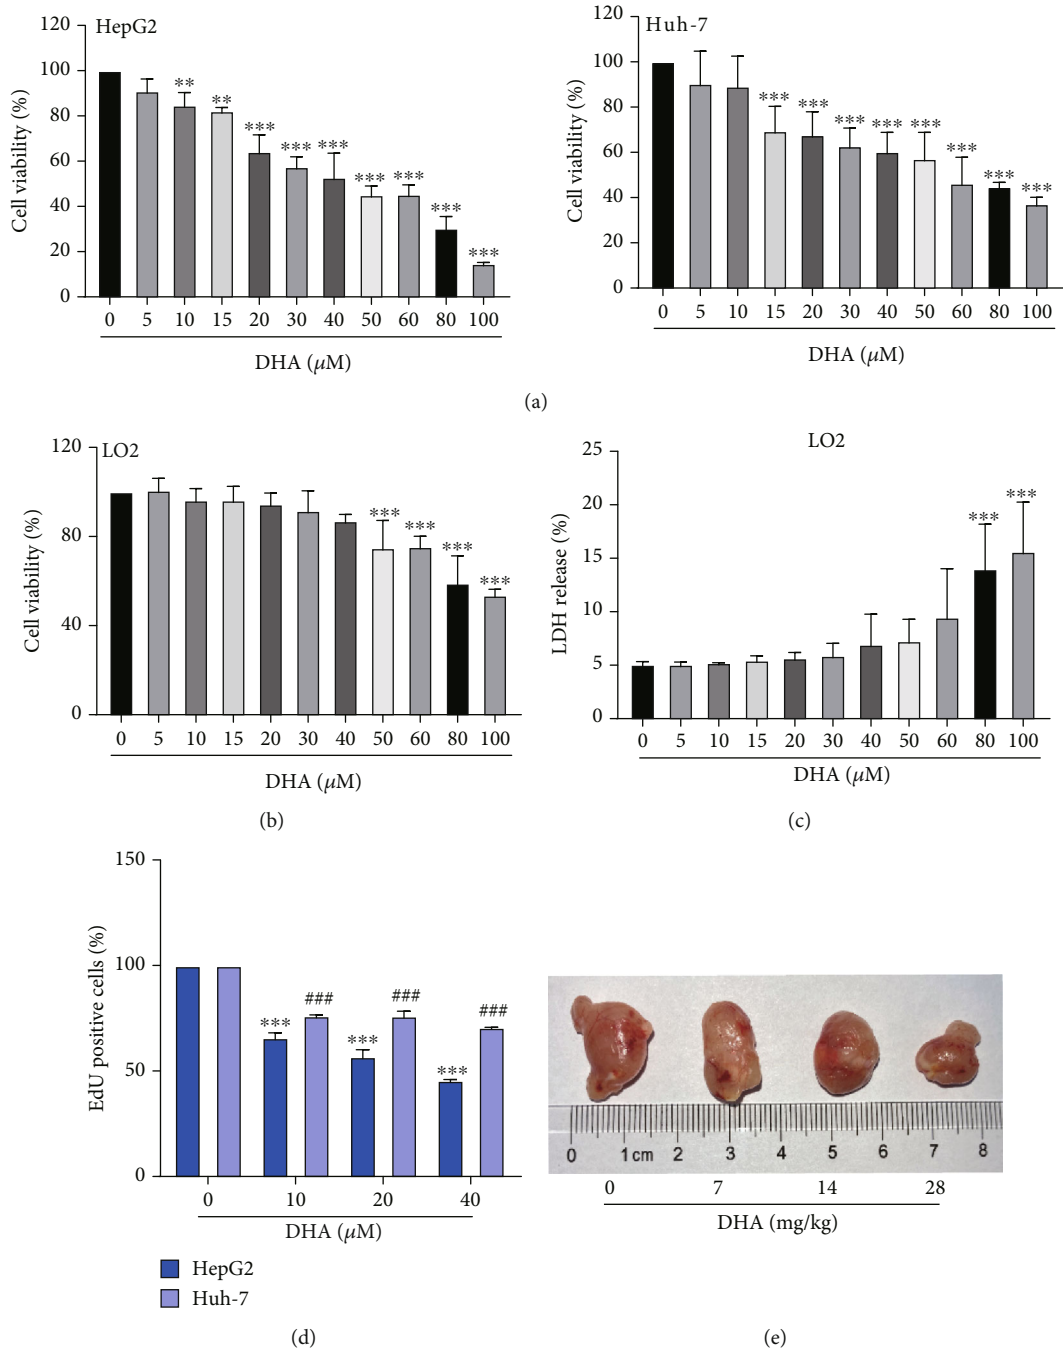 HepG2
Cell viability (%)
120
100
80
60
40
20
0
** ** *** *** *** *** *** *** ***
0 5 10 15 20 30 40 50 60 80 100
DHA (μM)
Huh-7
Cell viability (%)
120
100
80
60
40
20
0
*** *** *** *** *** *** *** ***
0 5 10 15 20 30 40 50 60 80 100
DHA (μM)
(a)
LO2
Cell viability (%)
120
80
40
0
*** *** *** ***
0 5 10 15 20 30 40 50 60 80 100
DHA (μM)
(b)
LO2
LDH release (%)
25
20
15
10
5
0
*** ***
0 5 10 15 20 30 40 50 60 80 100
DHA (μM)
(c)
EdU positive cells (%)
150
100
50
0
*** ### *** ### *** ###
0 10 20 40
DHA (μM)
HepG2
Huh-7
(d)
0 1 cm 2 3 4 5 6 7 8
0 7 14 28
DHA (mg/kg)
(e)